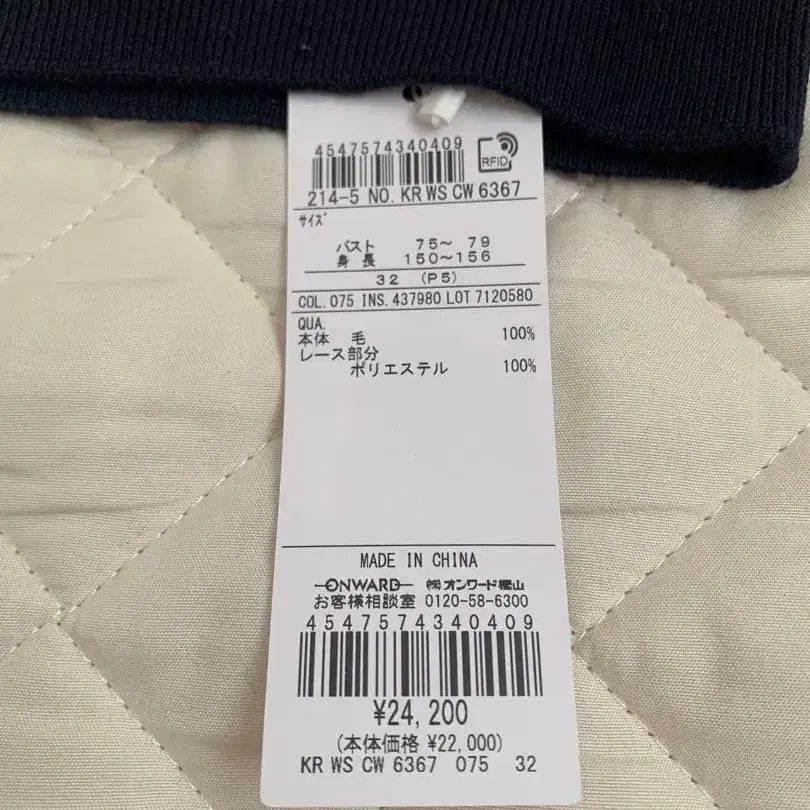 4547574340409
RFID
214-5 NO. KR WS CW 6367
ｻｲｽﾞ
バスト 75～ 79
身 長 150～156
32 (P5)
COL. 075 INS. 437980 LOT 7120580
QUA.
本体 毛 100%
レース部分
ポリエステル 100%
MADE IN CHINA
ONWARD ㈱オンワード樫山
お客様相談室 0120-58-6300
4547574340409
¥24,200
(本体価格 ¥22,000)
KR WS CW 6367 075 32